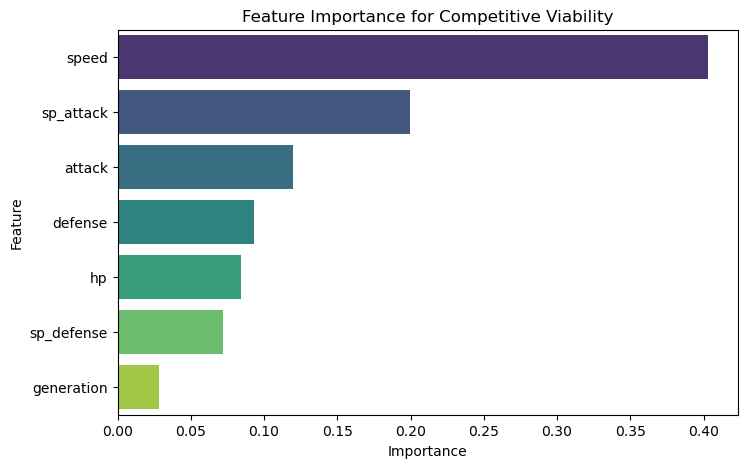 Feature Importance for Competitive Viability
speed
sp_attack
attack
defense
hp
sp_defense
generation
Feature
0.00 0.05 0.10 0.15 0.20 0.25 0.30 0.35 0.40
Importance